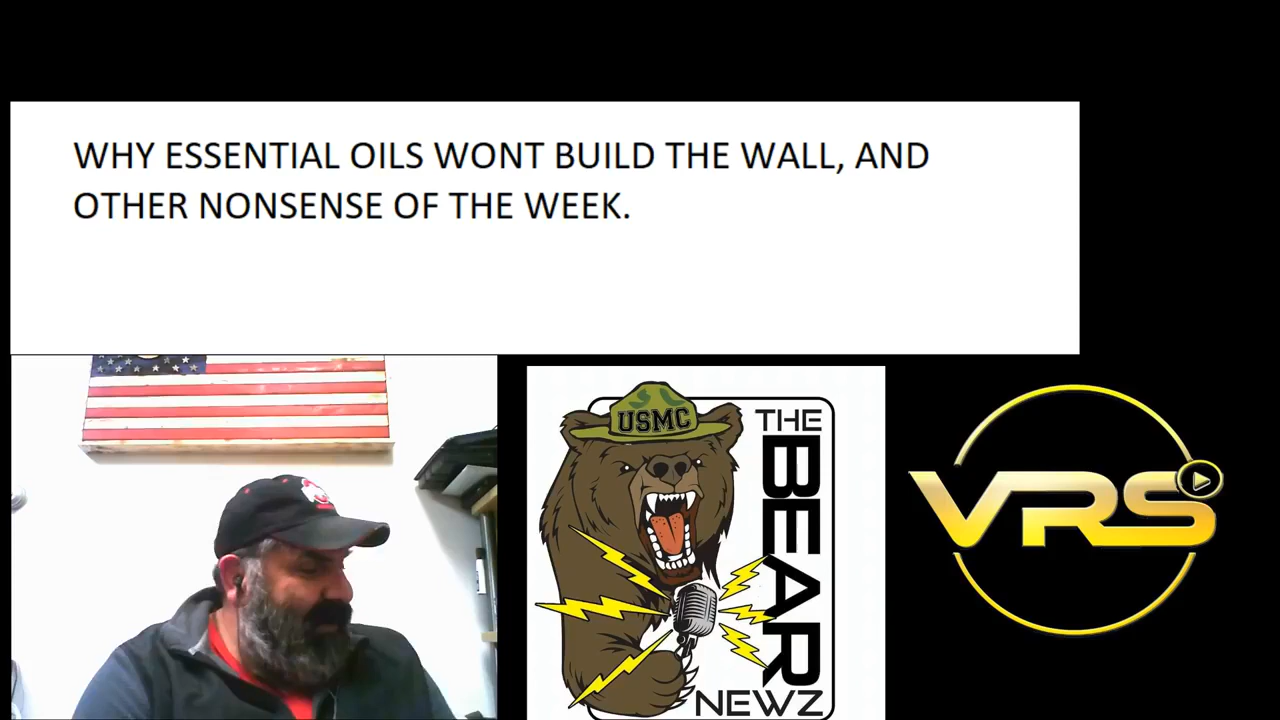 WHY ESSENTIAL OILS WONT BUILD THE WALL, AND
OTHER NONSENSE OF THE WEEK.
USMC
THE
BEAR
NEWZ
VRS